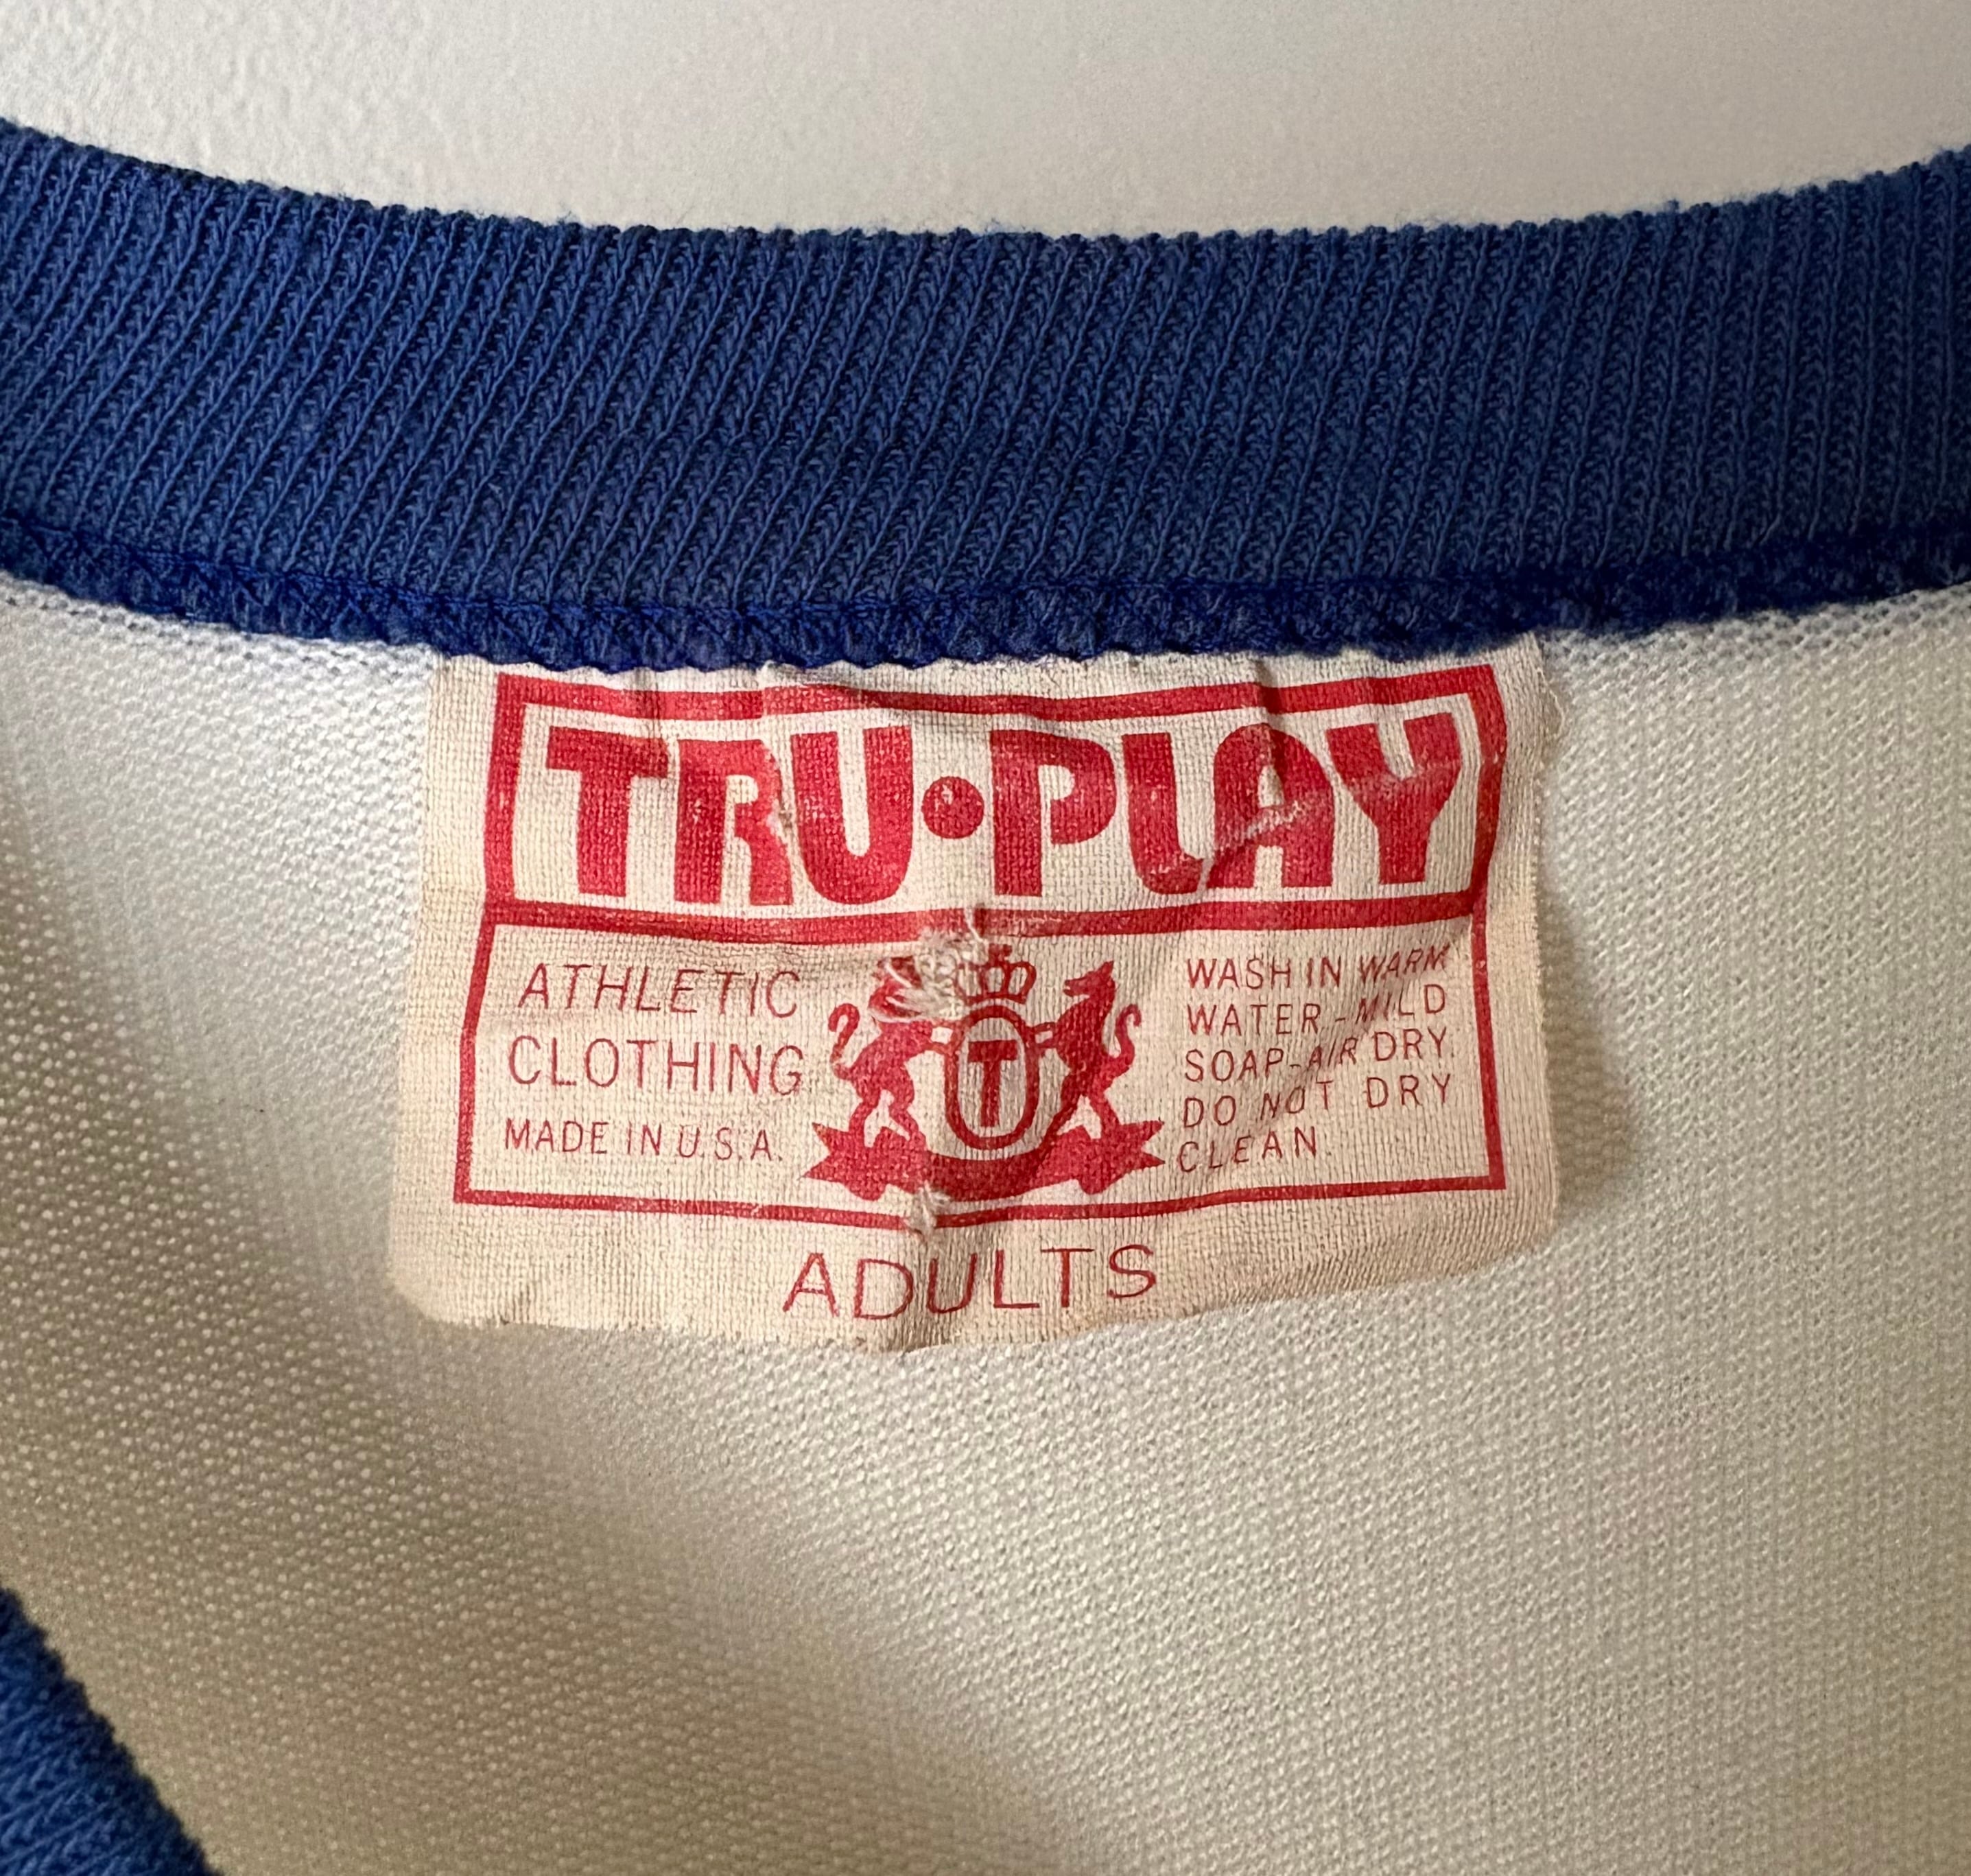 TRU•PLAY
ATHLETIC
CLOTHING
MADE IN U.S.A.
T
WASH IN WARM
WATER-MILD
SOAP-AIR DRY.
DO NOT DRY
CLEAN.
ADULTS